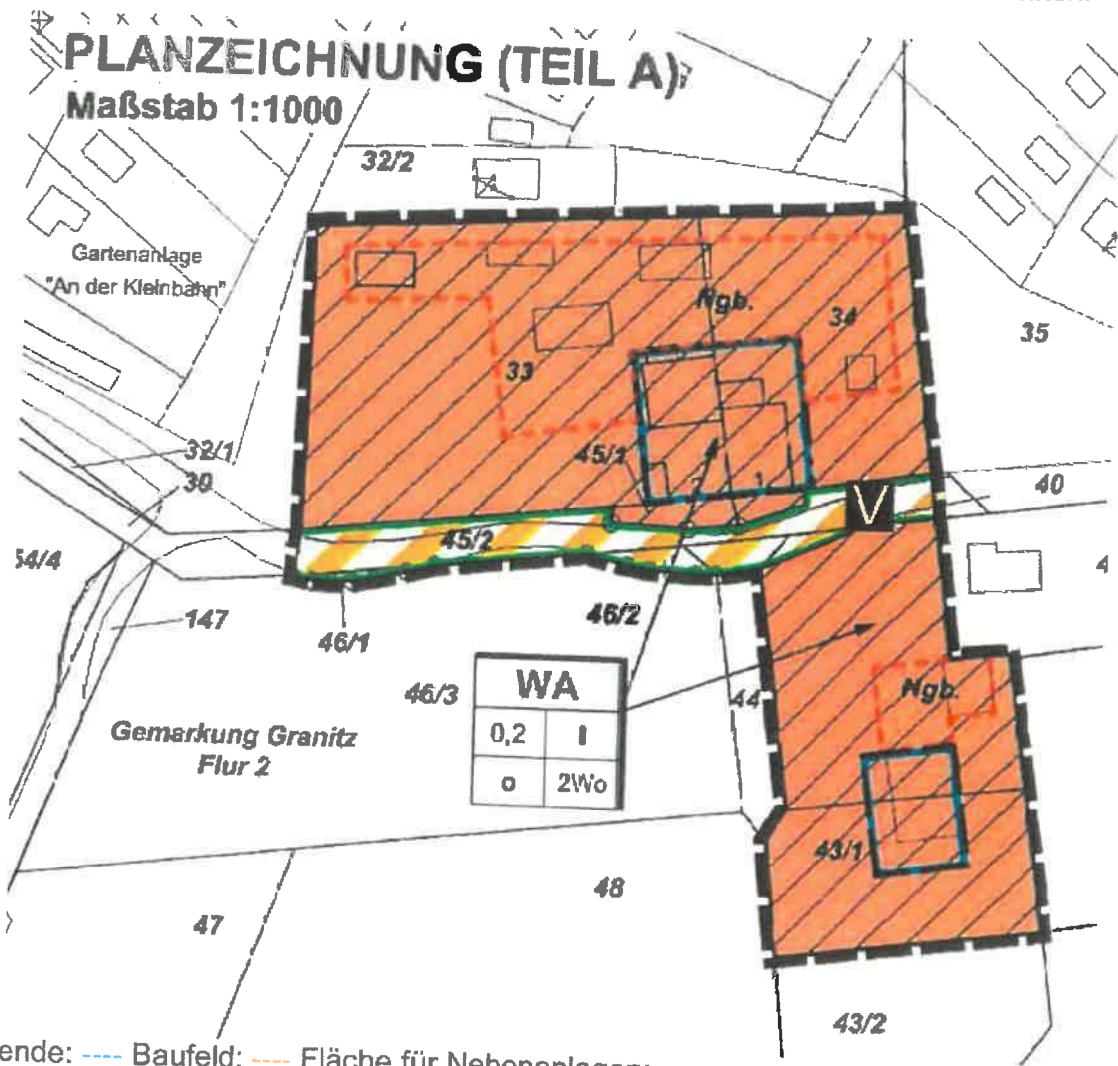 PLANZEICHNUNG (TEIL A)
Maßstab 1:1000
32/2
Gartenanlage
"An der Kleinbahn"
Ngb.
34
35
33
32/1
45/1
30
40
V
45/2
54/4
147
46/1
46/2
4
46/3
WA
44
Ngb.
0,2 I
o 2Wo
Gemarkung Granitz
Flur 2
43/1
48
47
43/2
ende: ---- Baufeld; ---- Fläche für Nebenanlagen;